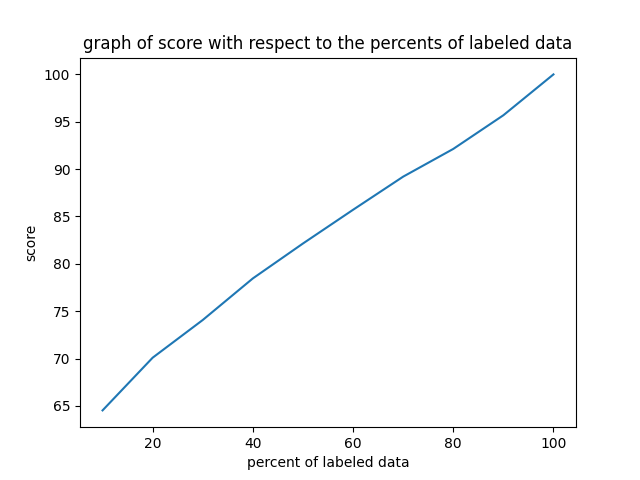 graph of score with respect to the percents of labeled data
100
95
90
85
80
75
70
65
score
20 40 60 80 100
percent of labeled data